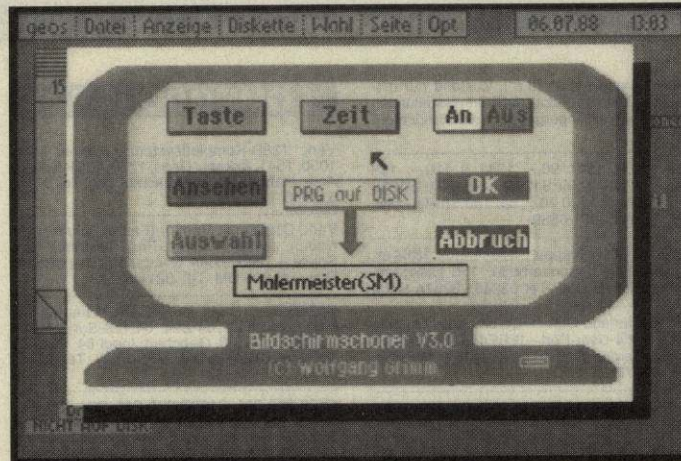 geos Datei Anzeige Diskette Wahl Seite Opt. 06.07.88 13:03
15
Taste Zeit An Aus
Ansehen PRG auf DISK OK
Auswahl Abbruch
Malermeister(SM)
Bildschirmschoner V3.0
(c) Wolfgang Grimm
NICHT AUF DISK